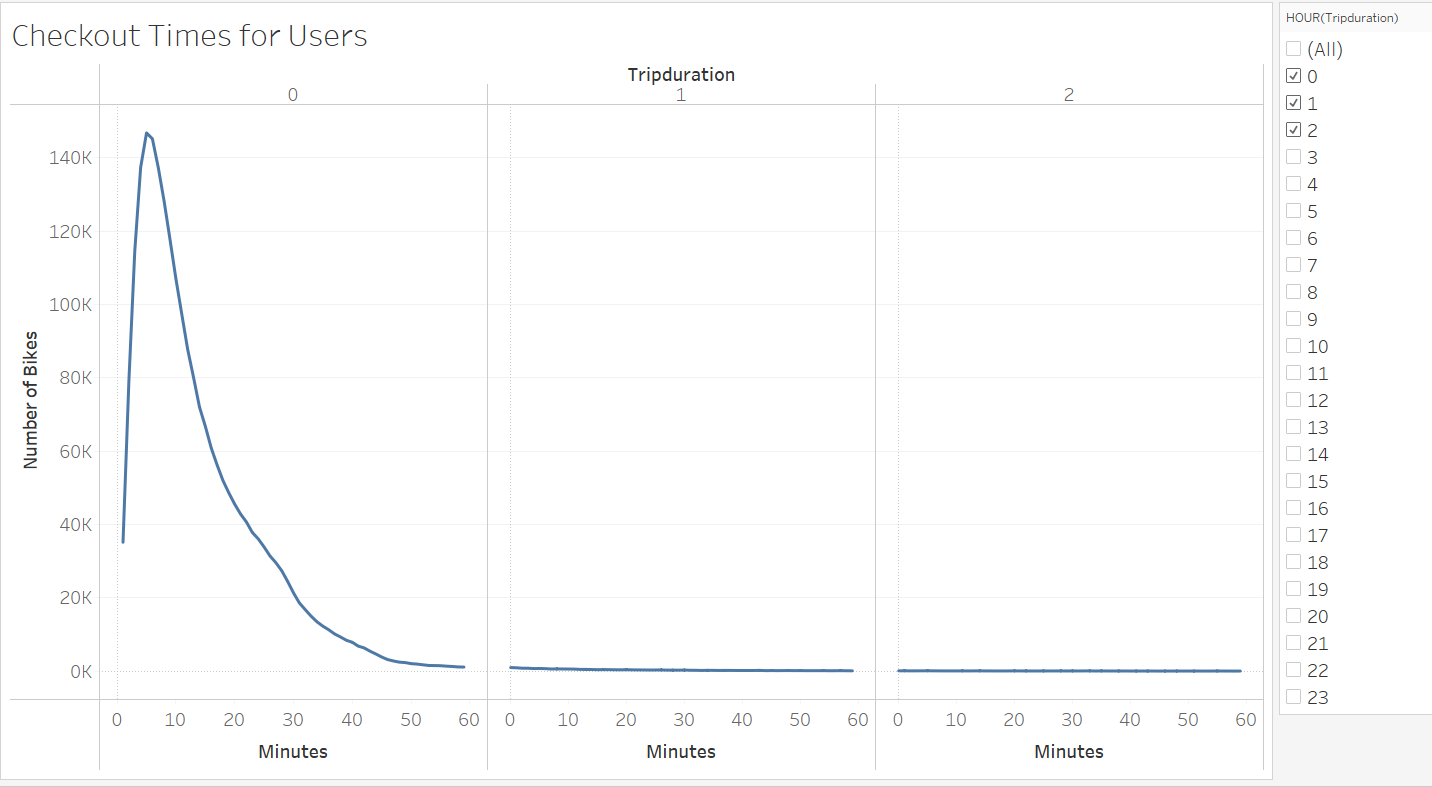 Checkout Times for Users
Tripduration
0 1 2
Number of Bikes
140K
120K
100K
80K
60K
40K
20K
0K
0 10 20 30 40 50 60 0 10 20 30 40 50 60 0 10 20 30 40 50 60
Minutes Minutes Minutes
HOUR(Tripduration)
(All)
0
1
2
3
4
5
6
7
8
9
10
11
12
13
14
15
16
17
18
19
20
21
22
23